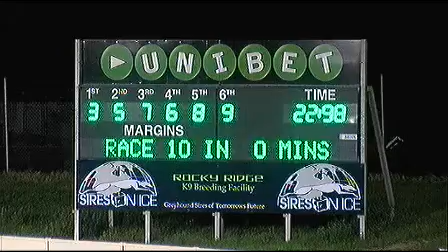 UNIBET
1ST 2ND 3RD 4TH 5TH 6TH TIME
3 5 7 6 8 9 22:98
MARGINS
RACE 10 IN 0 MINS
ROCKY RIDGE
K9 Breeding Facility
SIRES ON ICE SIRES ON ICE
Greyhound Sires of Tomorrows Future